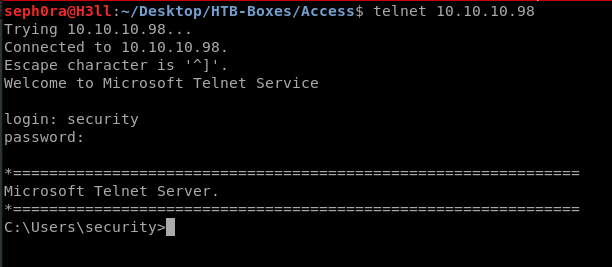 seph0ra@H3ll:~/Desktop/HTB-Boxes/Access$ telnet 10.10.10.98
Trying 10.10.10.98...
Connected to 10.10.10.98.
Escape character is '^]'.
Welcome to Microsoft Telnet Service
login: security
password:
*===============================================================
Microsoft Telnet Server.
*===============================================================
C:\Users\security>